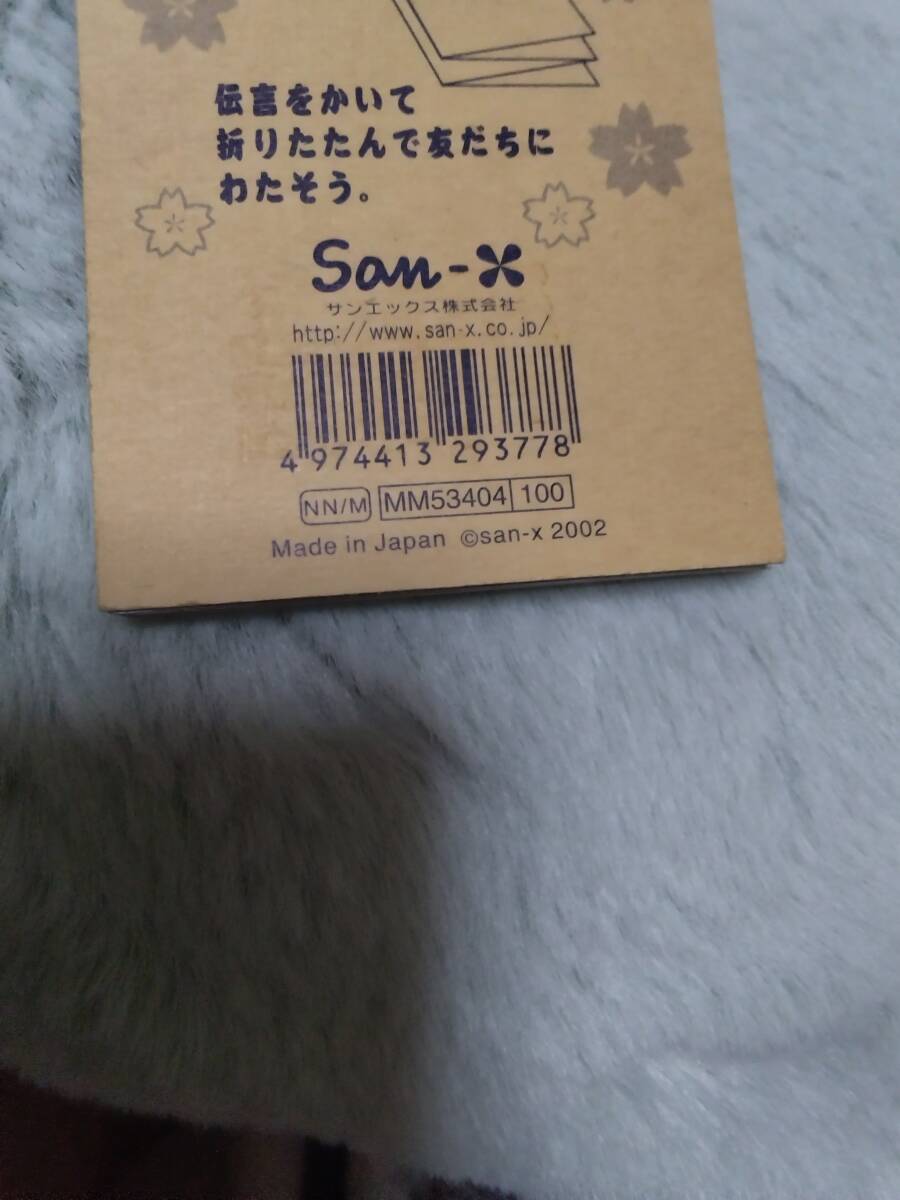 伝言をかいて
折りたたんで友だちに
わたそう。
San-X
サンエックス株式会社
http://www.san-x.co.jp/
4 974413 293778
NN/M MM53404 100
Made in Japan ©san-x 2002